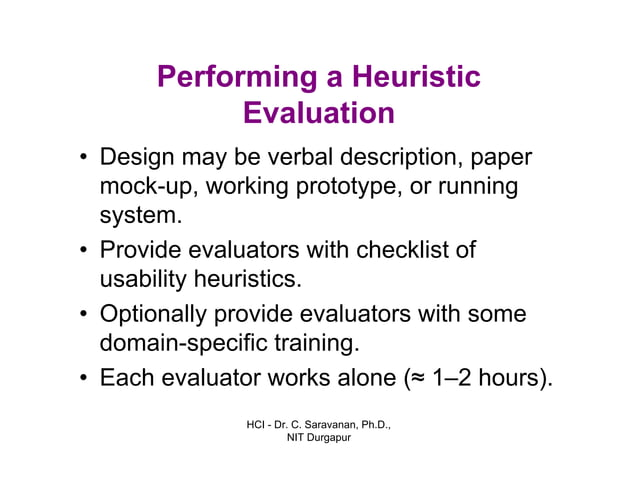 Performing a Heuristic
Evaluation
• Design may be verbal description, paper
mock-up, working prototype, or running
system.
• Provide evaluators with checklist of
usability heuristics.
• Optionally provide evaluators with some
domain-specific training.
• Each evaluator works alone (≈ 1–2 hours).
HCI - Dr. C. Saravanan, Ph.D.,
NIT Durgapur